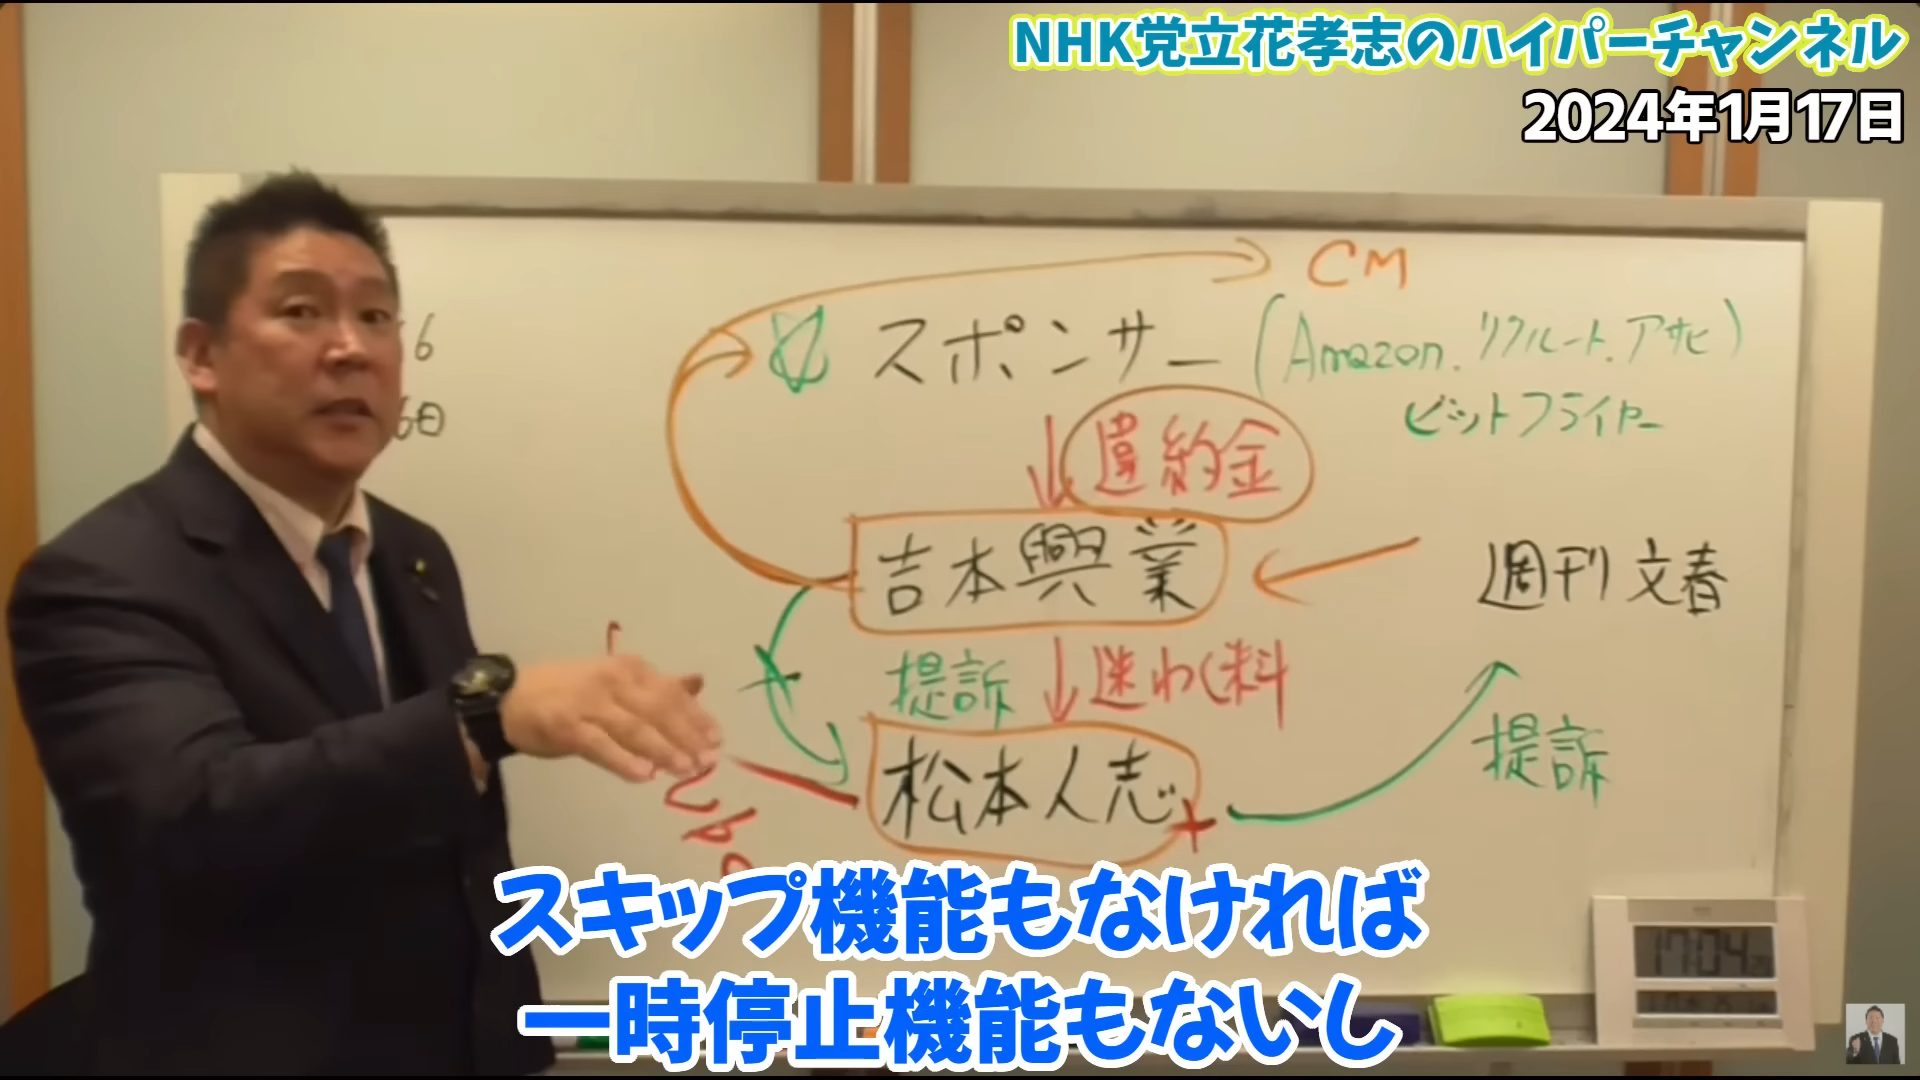 NHK党立花孝志のハイパーチャンネル
2024年1月17日
CM
スポンサー (Amazon.リクルート.アサヒ)
ビットフライヤー
6
6日
違約金
吉本興業
週刊文春
提訴
迷わく料
松本人志
提訴
17:04
スキップ機能もなければ
一時停止機能もないし